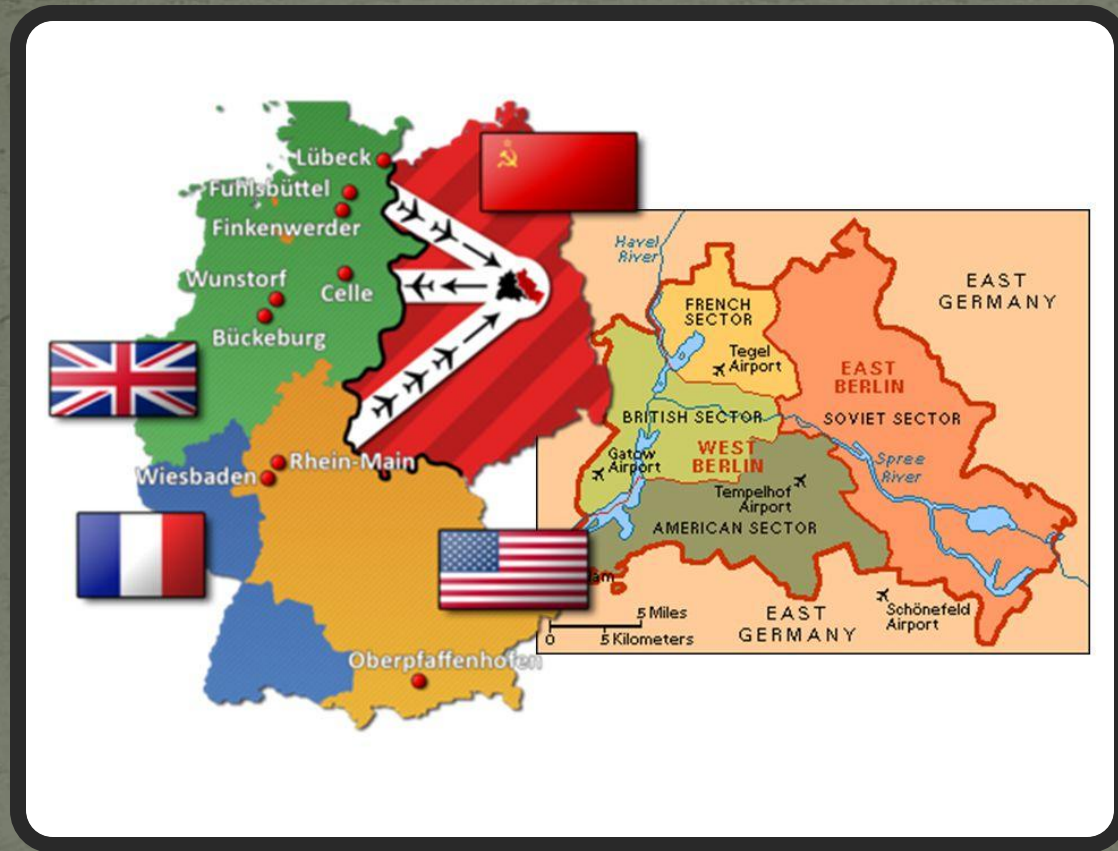 Lübeck
Fuhlsbüttel
Finkenwerder
Wunstorf
Celle
Bückeburg
Rhein-Main
Wiesbaden
Oberpfaffenhofen
Havel
River
FRENCH
SECTOR
Tegel
Airport
EAST
GERMANY
EAST
BERLIN
BRITISH SECTOR
SOVIET SECTOR
WEST
BERLIN
Gatow
Airport
Spree
River
Tempelhof
Airport
AMERICAN SECTOR
5 Miles
0
5 Kilometers
EAST
GERMANY
Schönefeld
Airport